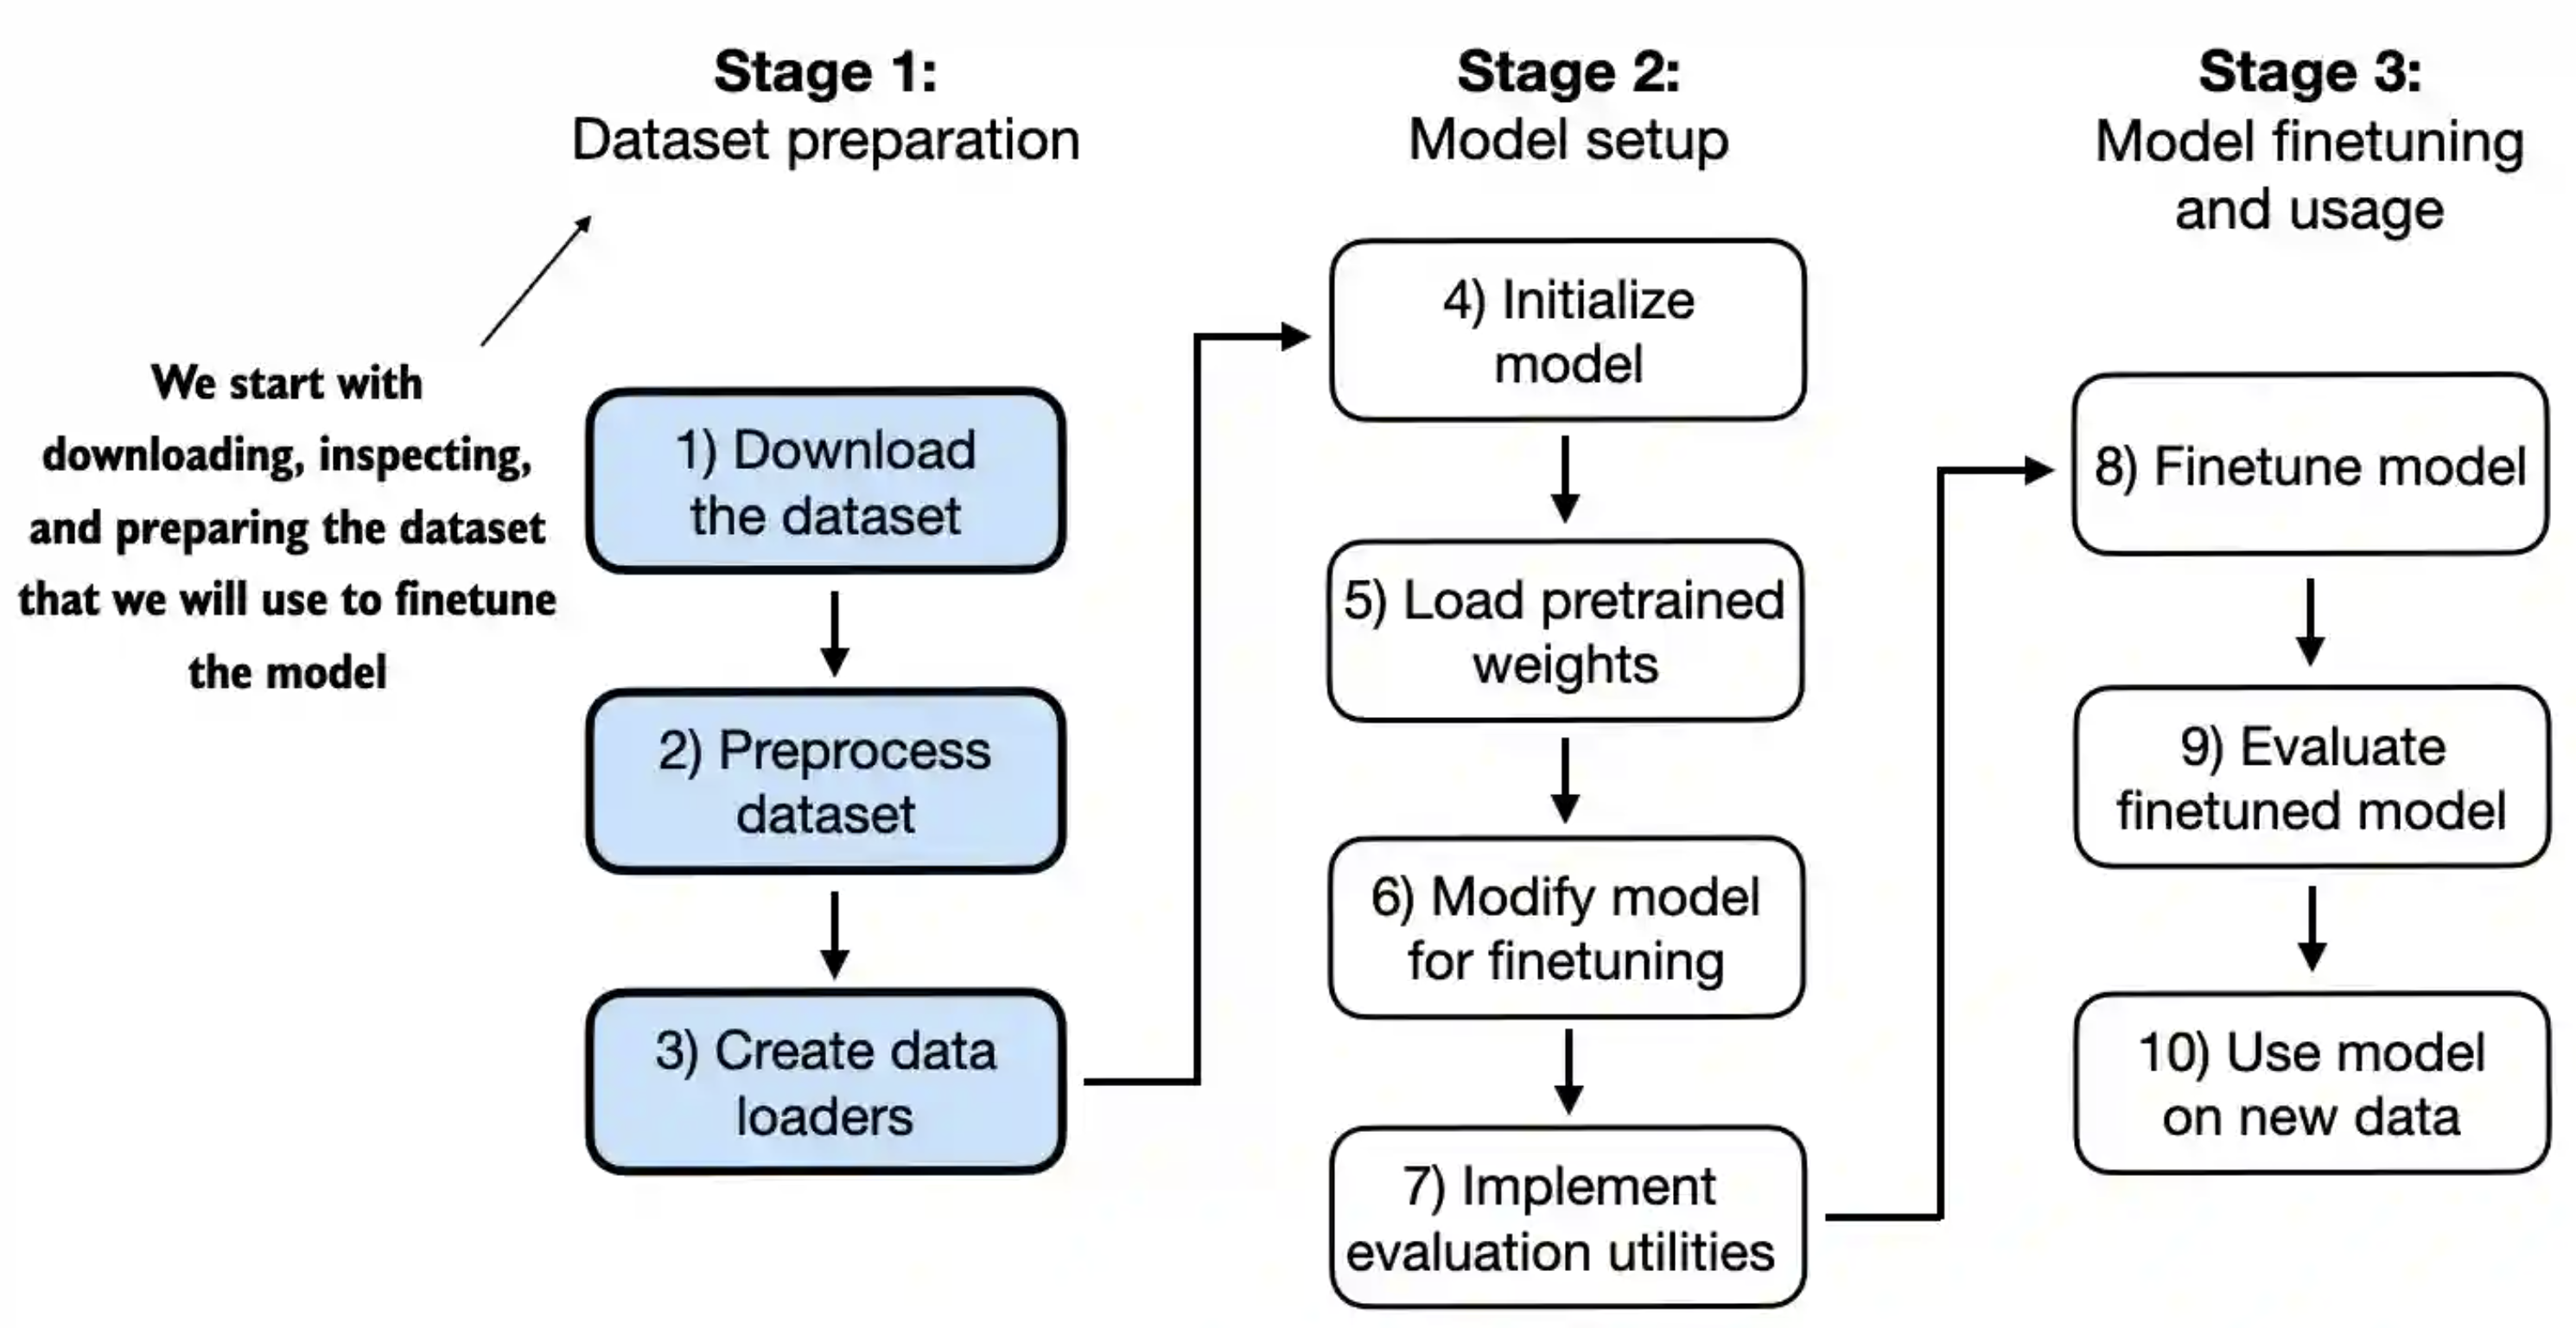 Stage 1:
Dataset preparation
We start with
downloading, inspecting,
and preparing the dataset
that we will use to finetune
the model
1) Download
the dataset
2) Preprocess
dataset
3) Create data
loaders
Stage 2:
Model setup
4) Initialize
model
5) Load pretrained
weights
6) Modify model
for finetuning
7) Implement
evaluation utilities
Stage 3:
Model finetuning
and usage
8) Finetune model
9) Evaluate
finetuned model
10) Use model
on new data